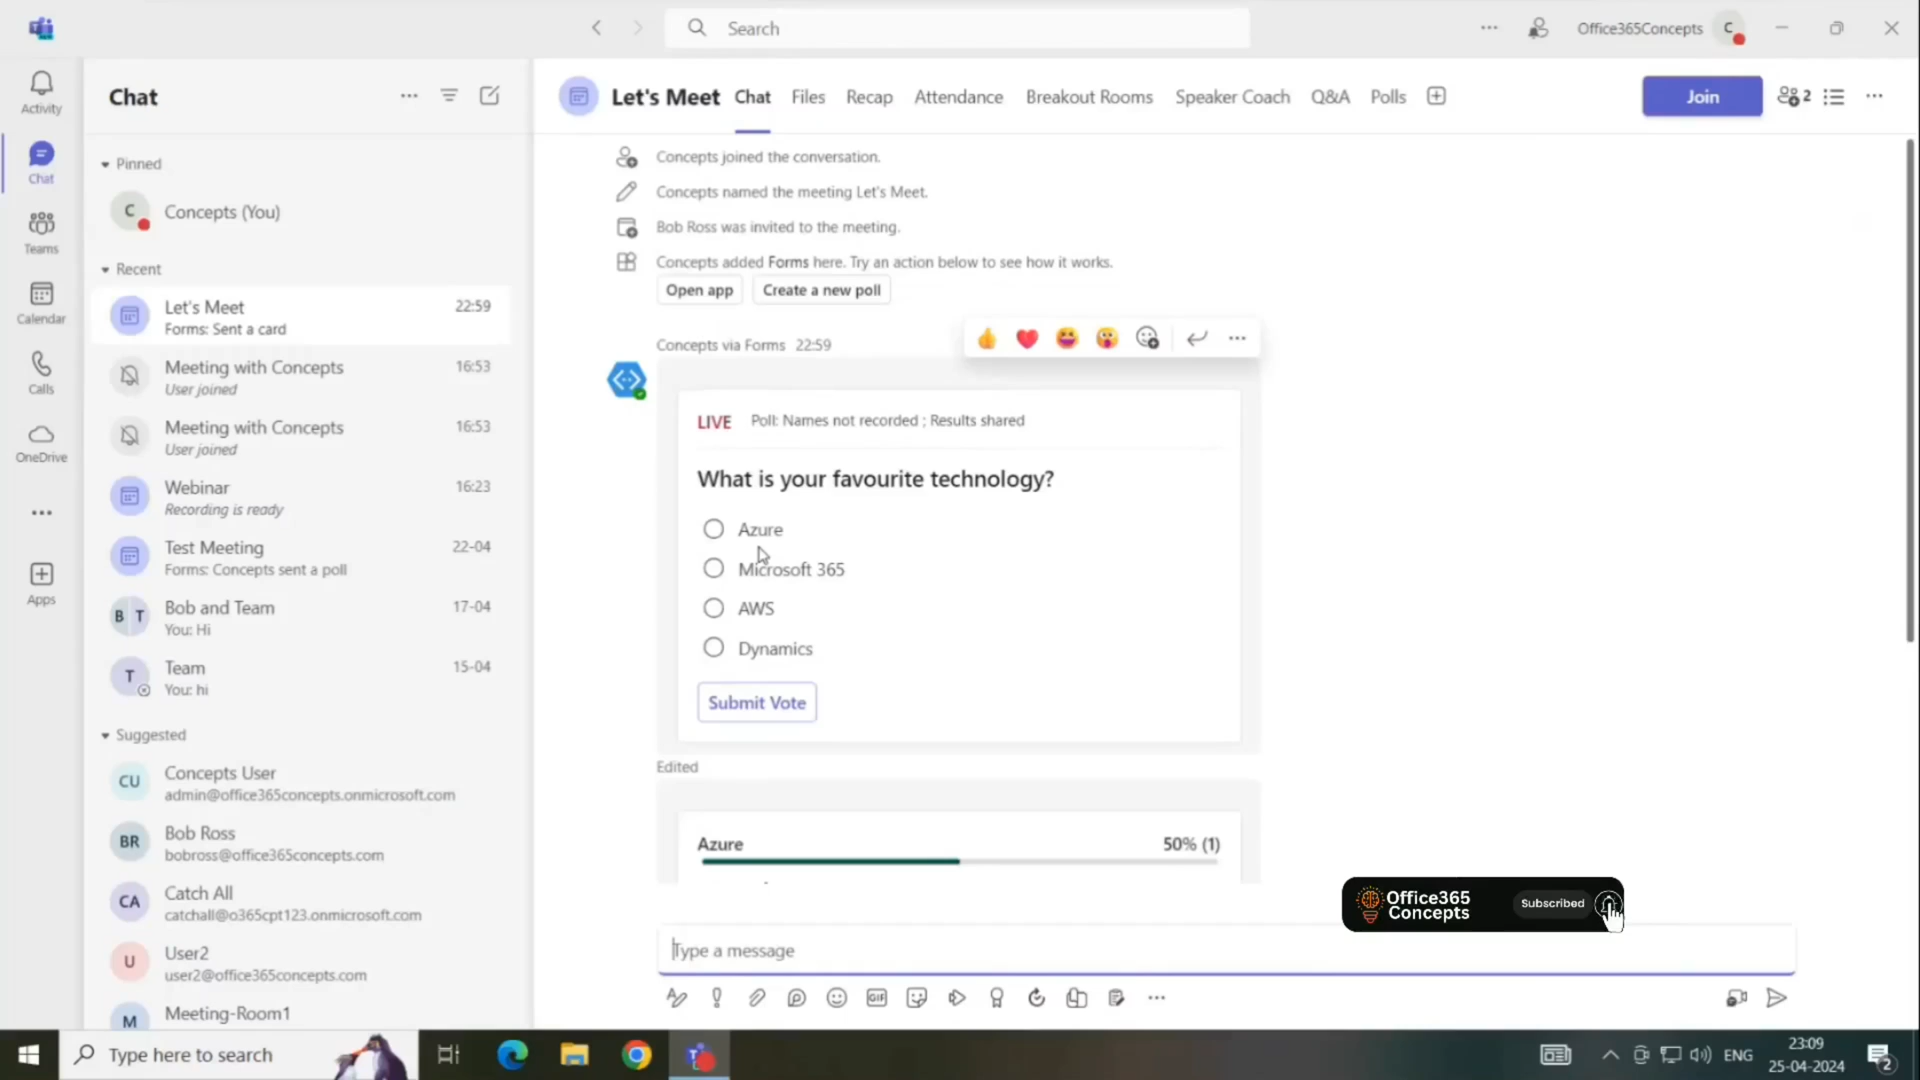 Search
Office365Concepts
C
Activity
Chat
Teams
Calendar
Calls
OneDrive
Apps
Chat
Pinned
C
Concepts (You)
Recent
Let's Meet
22:59
Forms: Sent a card
Meeting with Concepts
16:53
User joined
Meeting with Concepts
16:53
User joined
Webinar
16:23
Recording is ready
Test Meeting
22-04
Forms: Concepts sent a poll
B T
Bob and Team
17-04
You: Hi
T
Team
15-04
You: hi
Suggested
CU
Concepts User
admin@office365concepts.onmicrosoft.com
BR
Bob Ross
bobross@office365concepts.com
CA
Catch All
catchall@o365cpt123.onmicrosoft.com
U
User2
user2@office365concepts.com
M
Meeting-Room1
Let's Meet
Chat
Files
Recap
Attendance
Breakout Rooms
Speaker Coach
Q&A
Polls
Join
2
Concepts joined the conversation.
Concepts named the meeting Let's Meet.
Bob Ross was invited to the meeting.
Concepts added Forms here. Try an action below to see how it works.
Open app
Create a new poll
Concepts via Forms 22:59
LIVE
Poll: Names not recorded ; Results shared
What is your favourite technology?
Azure
Microsoft 365
AWS
Dynamics
Submit Vote
Edited
Azure
50% (1)
Office365
Concepts
Subscribed
Type a message
GIF
Type here to search
ENG
23:09
25-04-2024
2